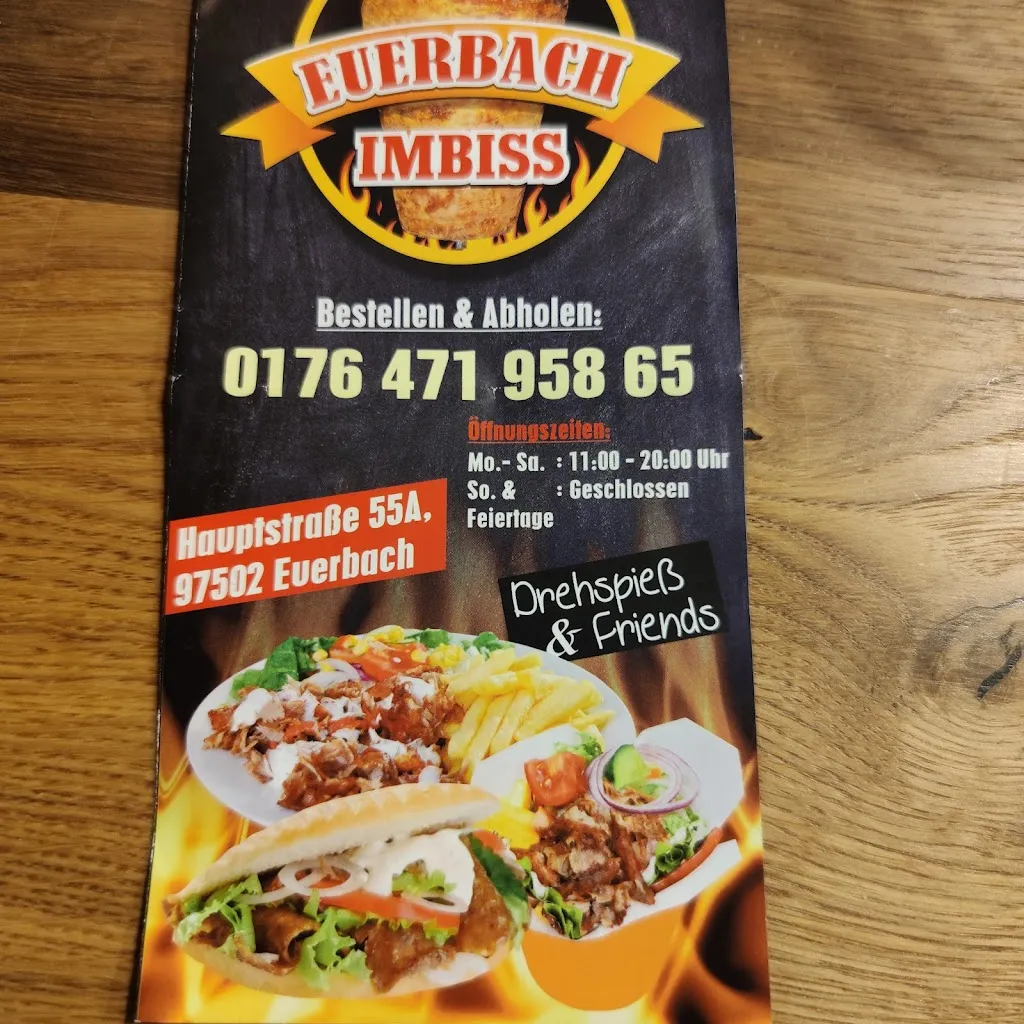 EUERBACH
IMBISS
Bestellen & Abholen:
0176 471 958 65
Öffnungszeiten:
Mo.- Sa. : 11:00 - 20:00 Uhr
So. & : Geschlossen
Feiertage
Hauptstraße 55A,
97502 Euerbach
Drehspieß
& Friends